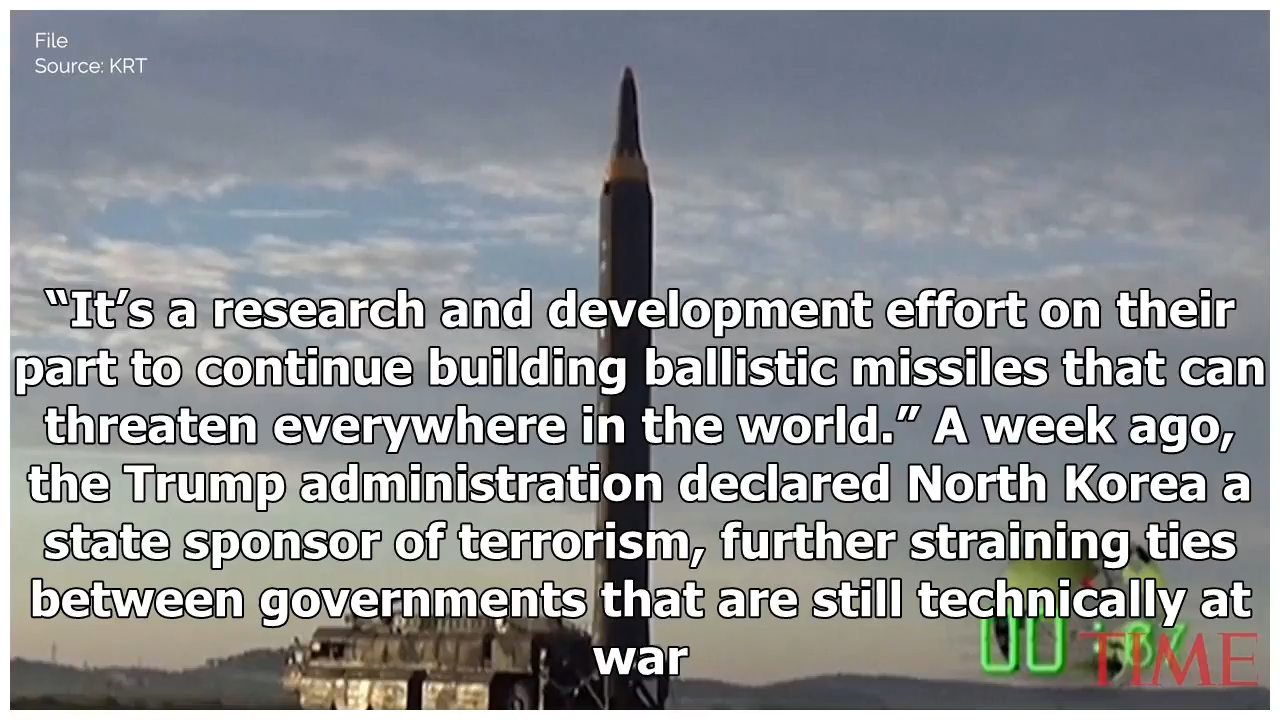 File
Source: KRT
“It’s a research and development effort on their
part to continue building ballistic missiles that can
threaten everywhere in the world.” A week ago,
the Trump administration declared North Korea a
state sponsor of terrorism, further straining ties
between governments that are still technically at
war
00
TIME